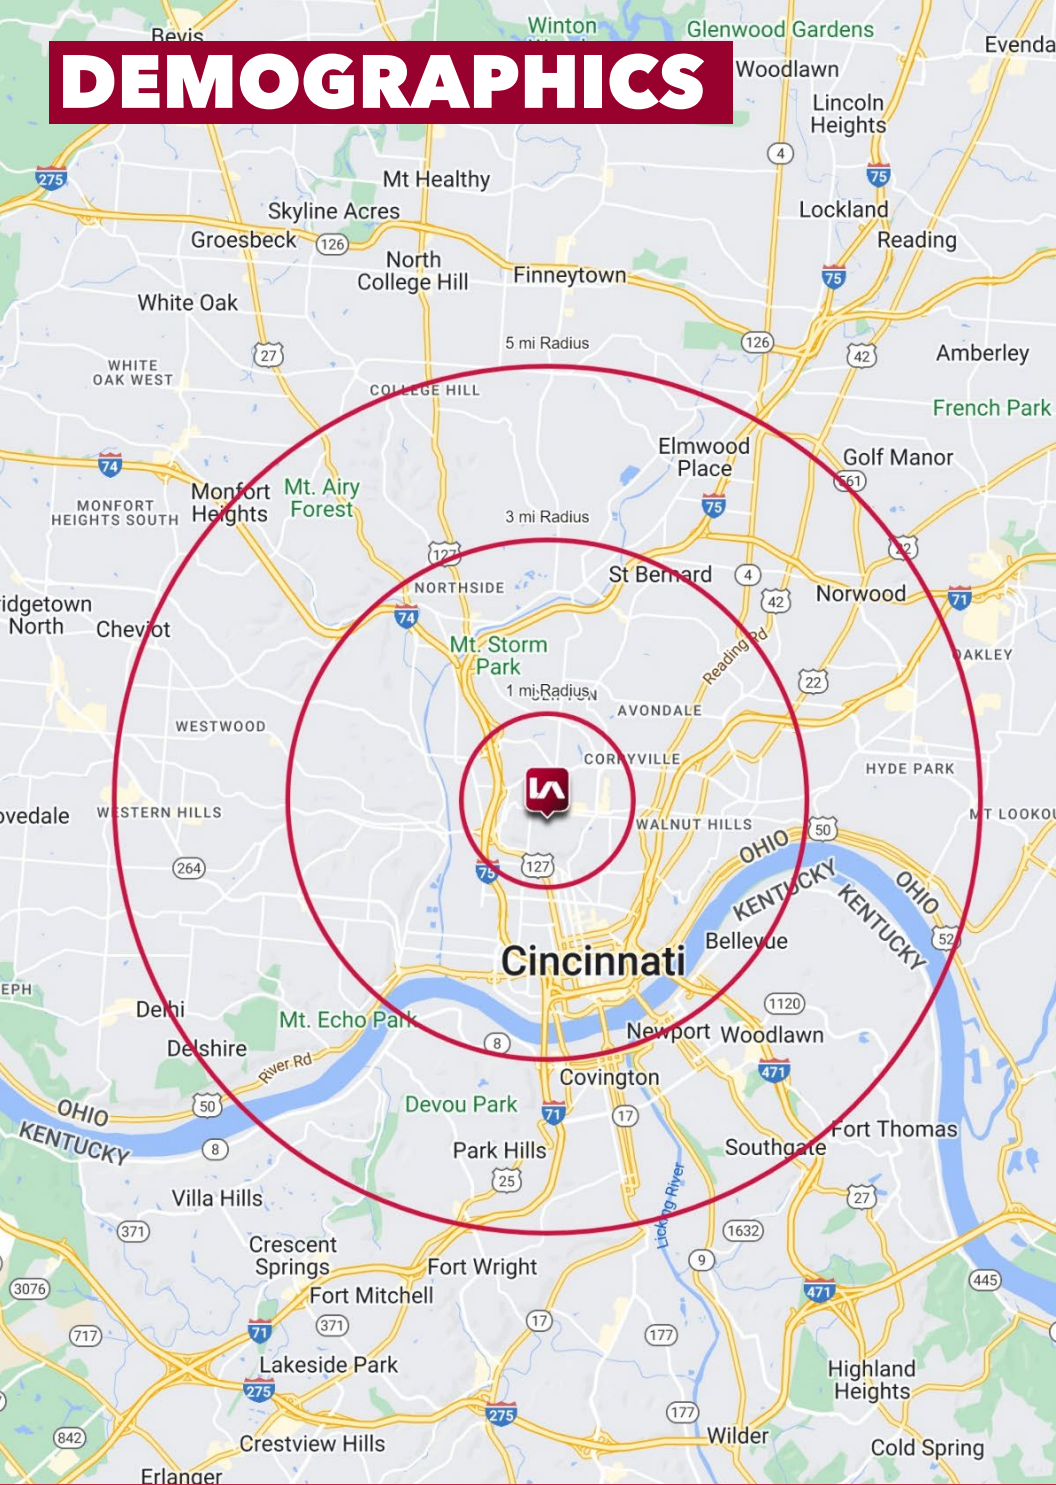 Bevis
Winton
Glenwood Gardens
Evenda
DEMOGRAPHICS
Woodlawn
Lincoln
Heights
4
275
75
Mt Healthy
Skyline Acres
Lockland
Groesbeck
126
Reading
North
College Hill
Finneytown
75
White Oak
5 mi Radius
126
27
42
Amberley
WHITE
OAK WEST
COLLEGE HILL
French Park
Elmwood
Place
Golf Manor
74
561
Monfort
Heights
Mt. Airy
Forest
MONFORT
HEIGHTS SOUTH
75
3 mi Radius
127
22
St Bernard
4
NORTHSIDE
Norwood
71
42
idgetown
North
Cheviot
74
Mt. Storm
Park
Reading Rd
OAKLEY
22
1 mi Radius
AVONDALE
WESTWOOD
CORRYVILLE
HYDE PARK
ovedale
WESTERN HILLS
MT LOOKOU
WALNUT HILLS
50
OHIO
KENTUCKY
264
75
127
OHIO
KENTUCKY
52
Bellevue
Cincinnati
EPH
Delhi
Mt. Echo Park
1120
8
Newport
Woodlawn
Delshire
River Rd
471
Covington
50
OHIO
KENTUCKY
Devou Park
71
17
8
Fort Thomas
Park Hills
Southgate
25
Villa Hills
27
Licking River
371
1632
Crescent
Springs
9
Fort Wright
3076
445
471
Fort Mitchell
371
17
177
71
717
Lakeside Park
Highland
Heights
275
177
275
842
Wilder
Crestview Hills
Cold Spring
Erlanger